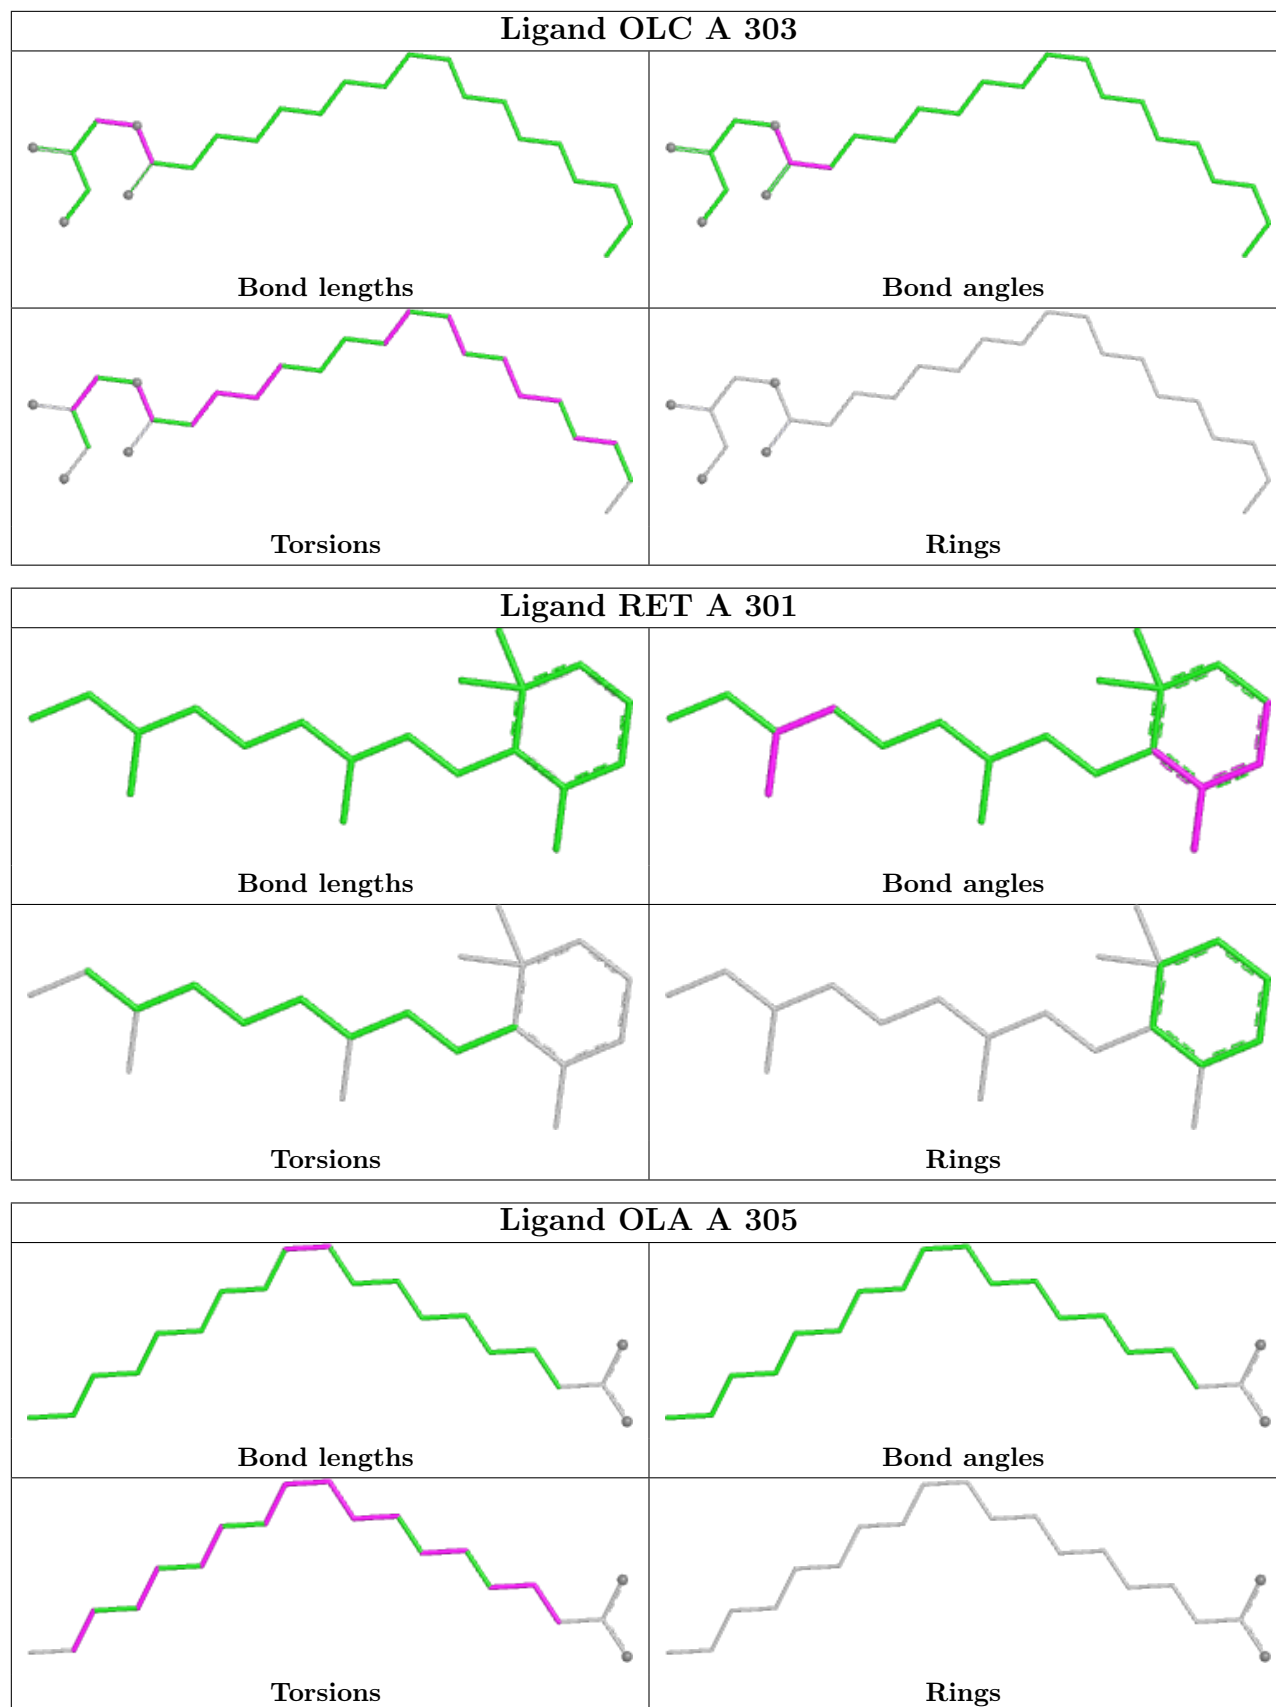 Ligand OLC A 303
Bond lengths
Bond angles
Torsions
Rings
Ligand RET A 301
Bond lengths
Bond angles
Torsions
Rings
Ligand OLA A 305
Bond lengths
Bond angles
Torsions
Rings